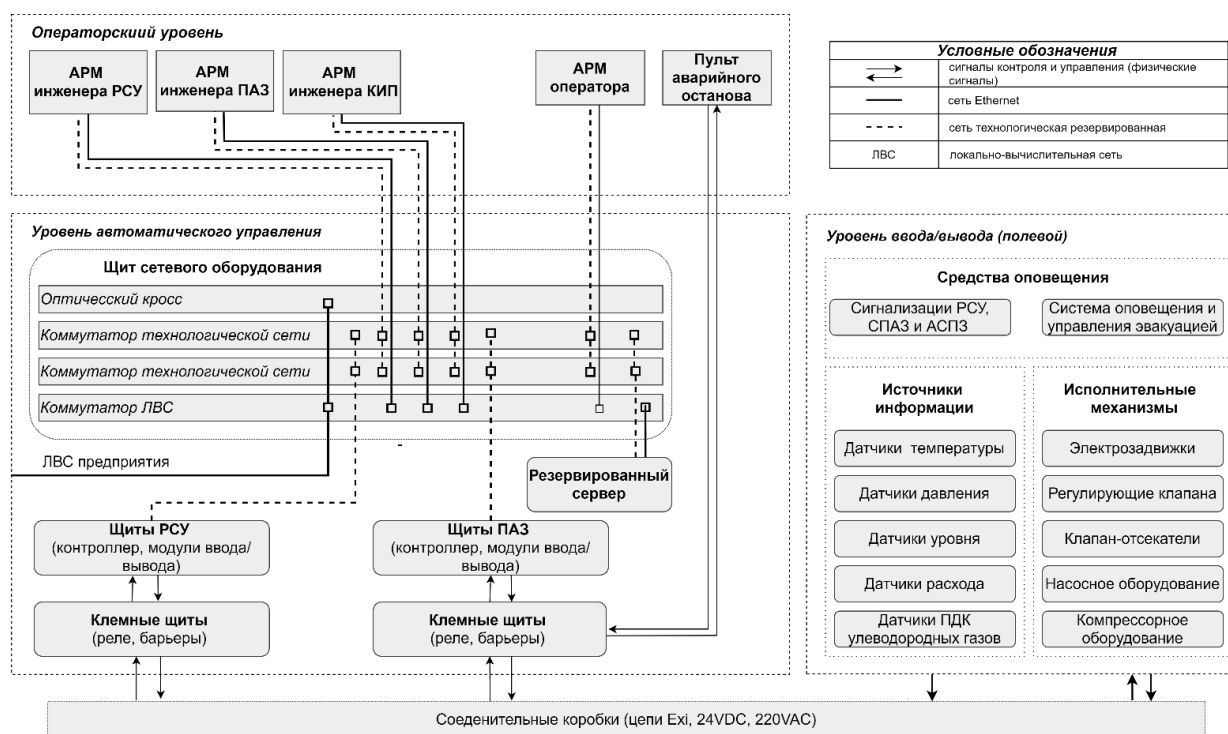 Операторскиий уровень
АРМ
инженера РСУ
АРМ
инженера ПАЗ
АРМ
инженера КИП
АРМ
оператора
Пульт
аварийного
останова
Условные обозначения
сигналы контроля и управления (физические
сигналы)
сеть Ethernet
сеть технологическая резервированная
ЛВС
локально-вычислительная сеть
Уровень автоматического управления
Щит сетевого оборудования
Оптичесский кросс
Коммутатор технологической сети
Коммутатор технологической сети
Коммутатор ЛВС
ЛВС предприятия
Резервированный
сервер
Щиты РСУ
(контроллер, модули ввода/
вывода)
Щиты ПАЗ
(контроллер, модули ввода/
вывода)
Клемные щиты
(реле, барьеры)
Клемные щиты
(реле, барьеры)
Уровень ввода/вывода (полевой)
Средства оповещения
Сигнализации РСУ,
СПАЗ и АСПЗ
Система оповещения и
управления эвакуацией
Источники
информации
Датчики температуры
Датчики давления
Датчики уровня
Датчики расхода
Датчики ПДК
улеводородных газов
Исполнительные
механизмы
Электрозадвижки
Регулирующие клапана
Клапан-отсекатели
Насосное оборудование
Компрессорное
оборудование
Соеденительные коробки (цепи Exi, 24VDC, 220VAC)